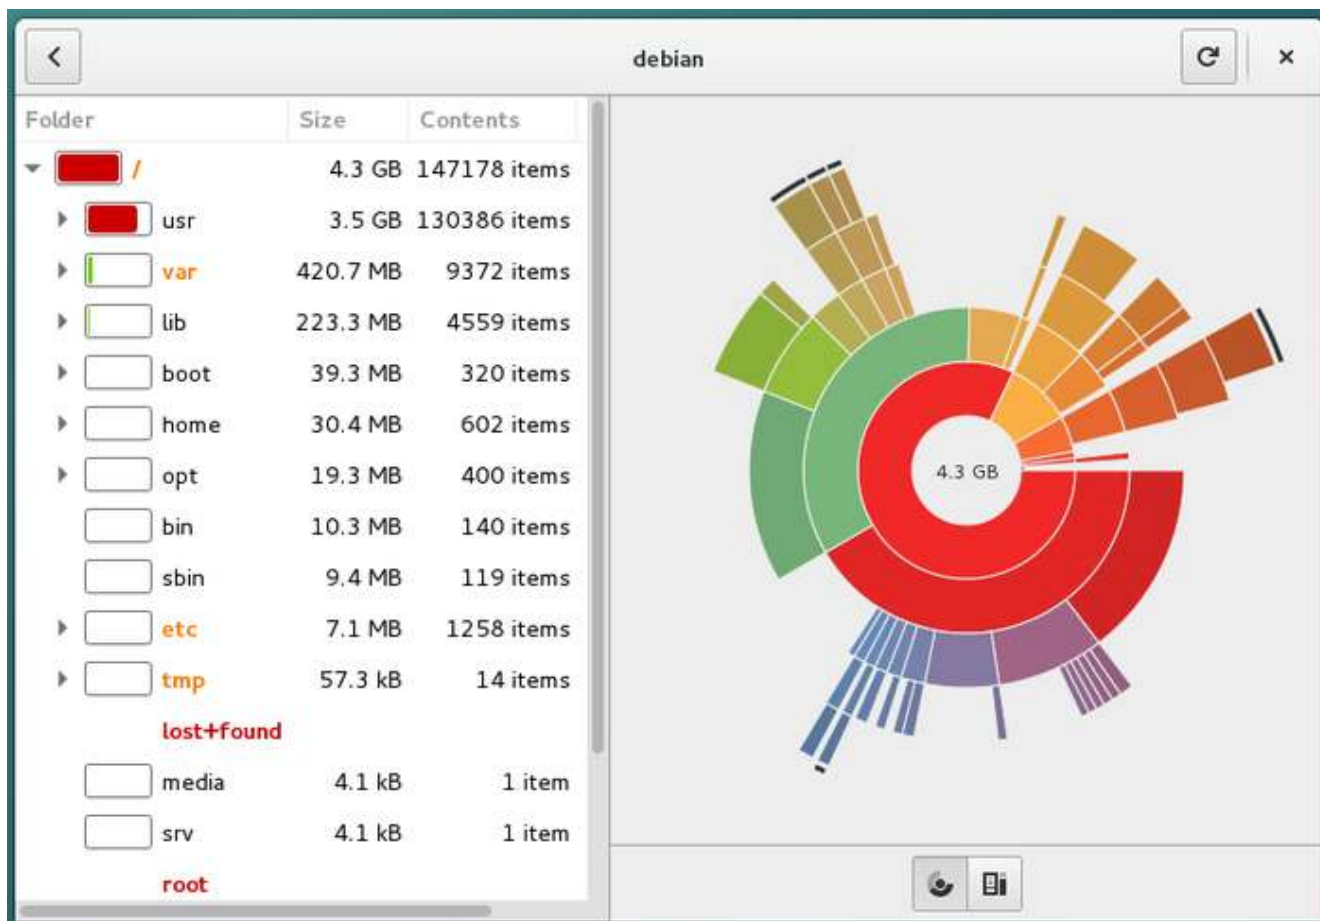 debian
Folder Size Contents
/ 4.3 GB 147178 items
usr 3.5 GB 130386 items
var 420.7 MB 9372 items
lib 223.3 MB 4559 items
boot 39.3 MB 320 items
home 30.4 MB 602 items
opt 19.3 MB 400 items
bin 10.3 MB 140 items
sbin 9.4 MB 119 items
etc 7.1 MB 1258 items
tmp 57.3 kB 14 items
lost+found
media 4.1 kB 1 item
srv 4.1 kB 1 item
root
4.3 GB